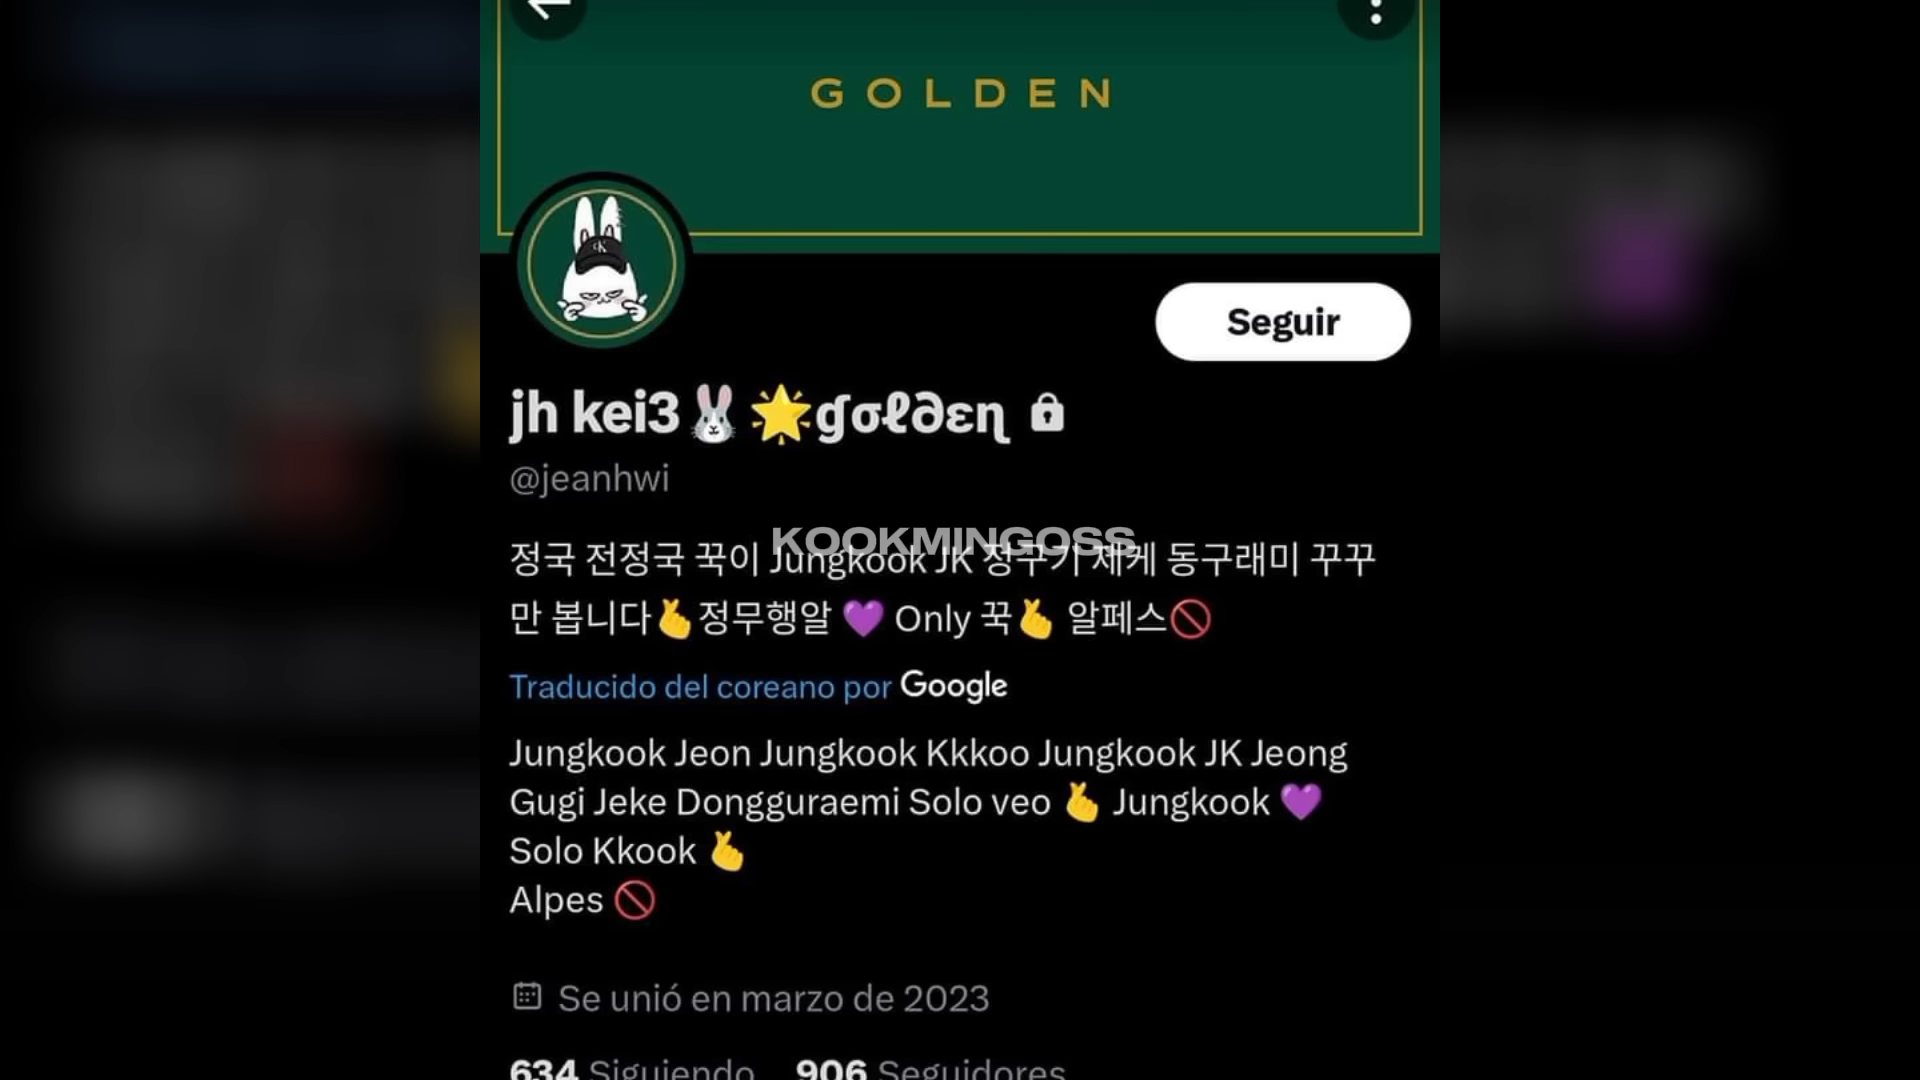 GOLDEN
Seguir
jh kei3🐰 🌟ɠσℓ∂εɳ 🔒
@jeanhwi
KOOKMINGOSS
정국 전정국 꾹이 Jungkook JK 정구기 제케 동구래미 꾸꾸
만 봅니다🫰정무행알 💜 Only 꾹🫰 알페스🚫
Traducido del coreano por Google
Jungkook Jeon Jungkook Kkkoo Jungkook JK Jeong
Gugi Jeke Dongguraemi Solo veo 🫰 Jungkook 💜
Solo Kkook 🫰
Alpes 🚫
Se unió en marzo de 2023
634 Siguiendo 906 Seguidores